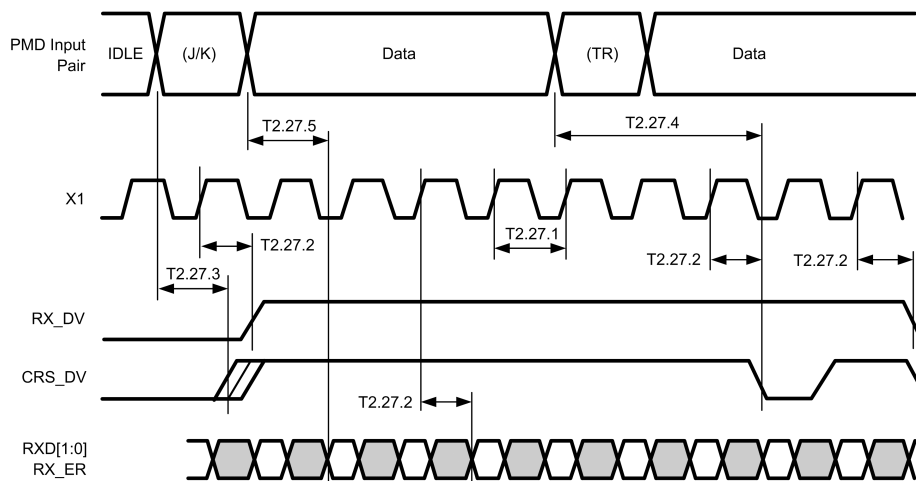 PMD Input
Pair
IDLE
(J/K)
Data
(TR)
Data
T2.27.5
T2.27.4
X1
T2.27.2
T2.27.1
T2.27.2
T2.27.2
T2.27.3
RX_DV
CRS_DV
T2.27.2
RXD[1:0]
RX_ER